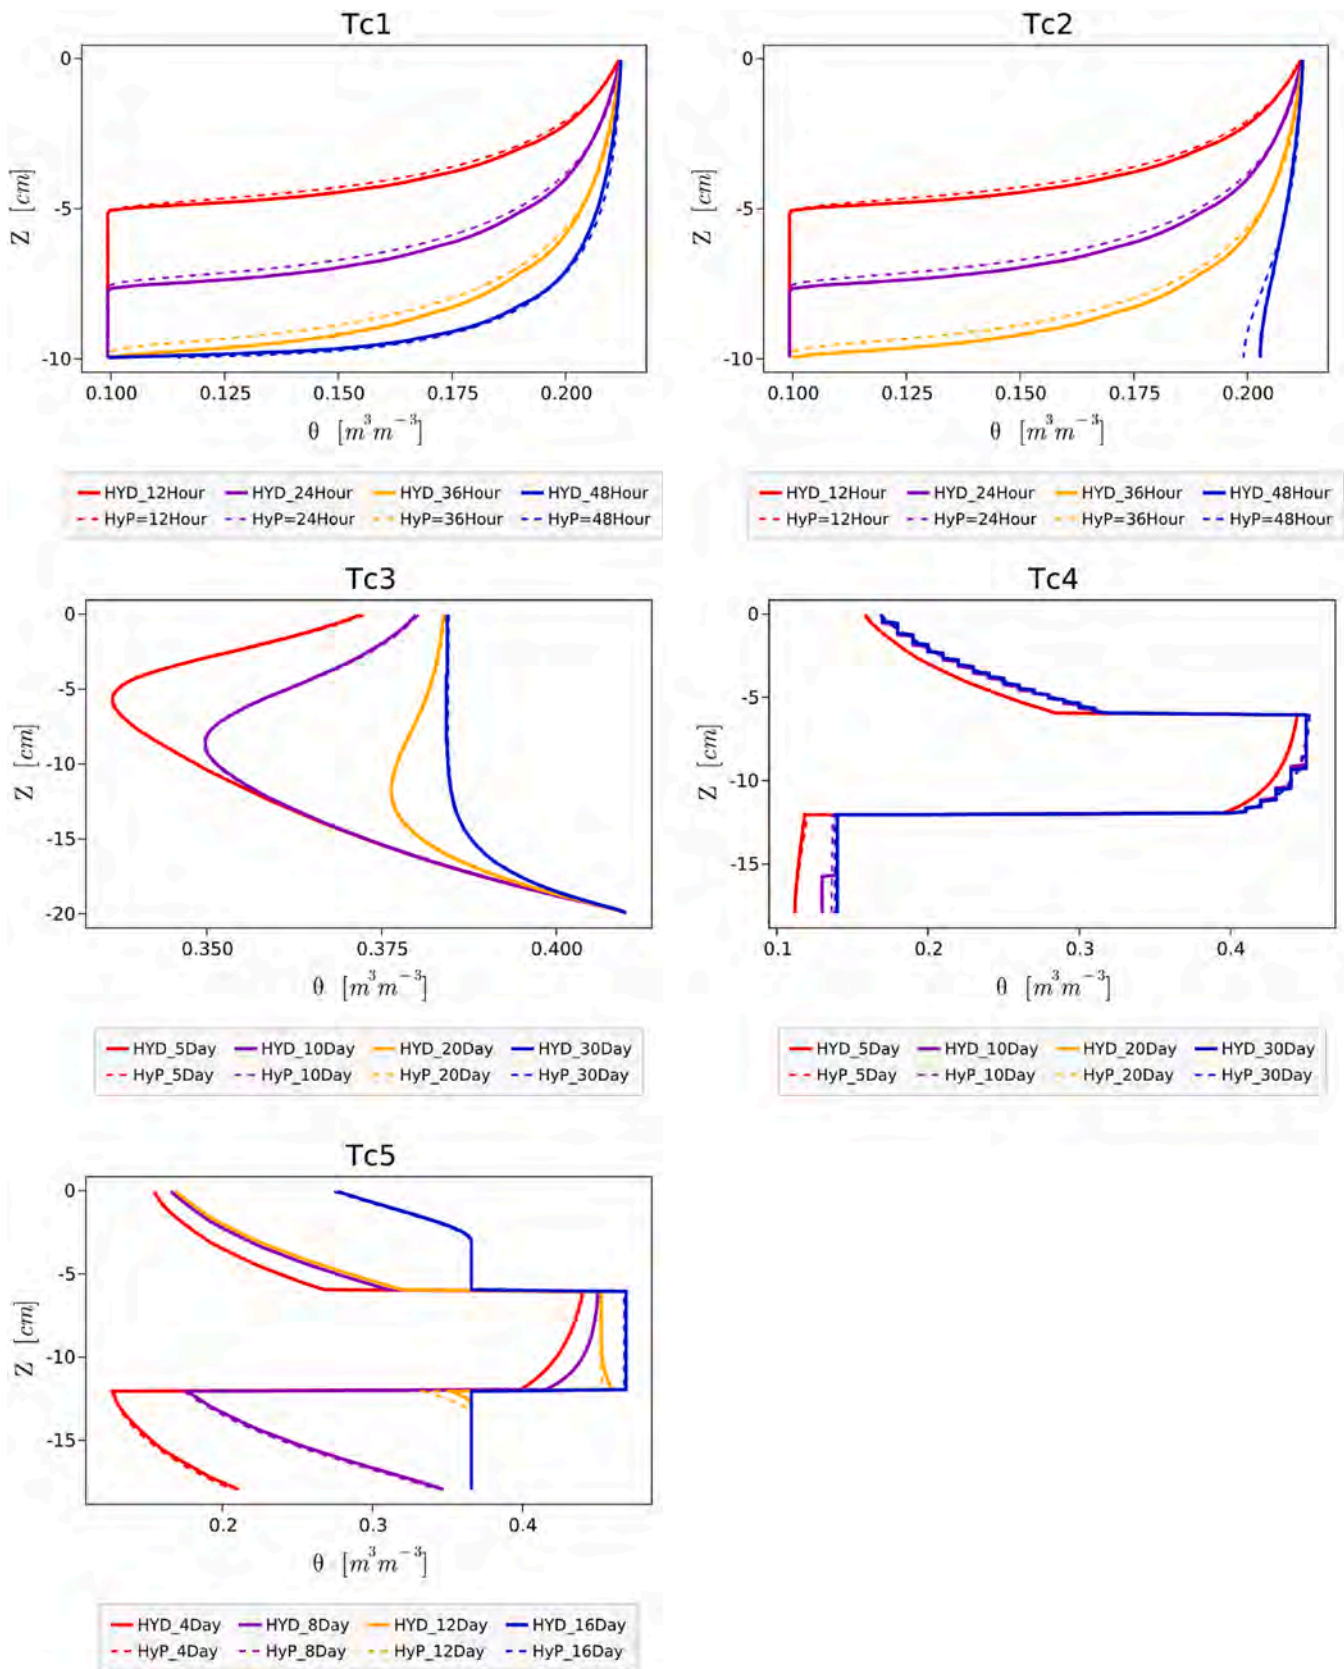 Tc1
0
-5
-10
Z [cm]
0.100 0.125 0.150 0.175 0.200
θ [m³m⁻³]
HYD_12Hour HYD_24Hour HYD_36Hour HYD_48Hour
HyP=12Hour HyP=24Hour HyP=36Hour HyP=48Hour
Tc2
0
-5
-10
Z [cm]
0.100 0.125 0.150 0.175 0.200
θ [m³m⁻³]
HYD_12Hour HYD_24Hour HYD_36Hour HYD_48Hour
HyP=12Hour HyP=24Hour HyP=36Hour HyP=48Hour
Tc3
0
-5
-10
-15
-20
Z [cm]
0.350 0.375 0.400
θ [m³m⁻³]
HYD_5Day HYD_10Day HYD_20Day HYD_30Day
HyP_5Day HyP_10Day HyP_20Day HyP_30Day
Tc4
0
-5
-10
-15
Z [cm]
0.1 0.2 0.3 0.4
θ [m³m⁻³]
HYD_5Day HYD_10Day HYD_20Day HYD_30Day
HyP_5Day HyP_10Day HyP_20Day HyP_30Day
Tc5
0
-5
-10
-15
Z [cm]
0.2 0.3 0.4
θ [m³m⁻³]
HYD_4Day HYD_8Day HYD_12Day HYD_16Day
HyP_4Day HyP_8Day HyP_12Day HyP_16Day